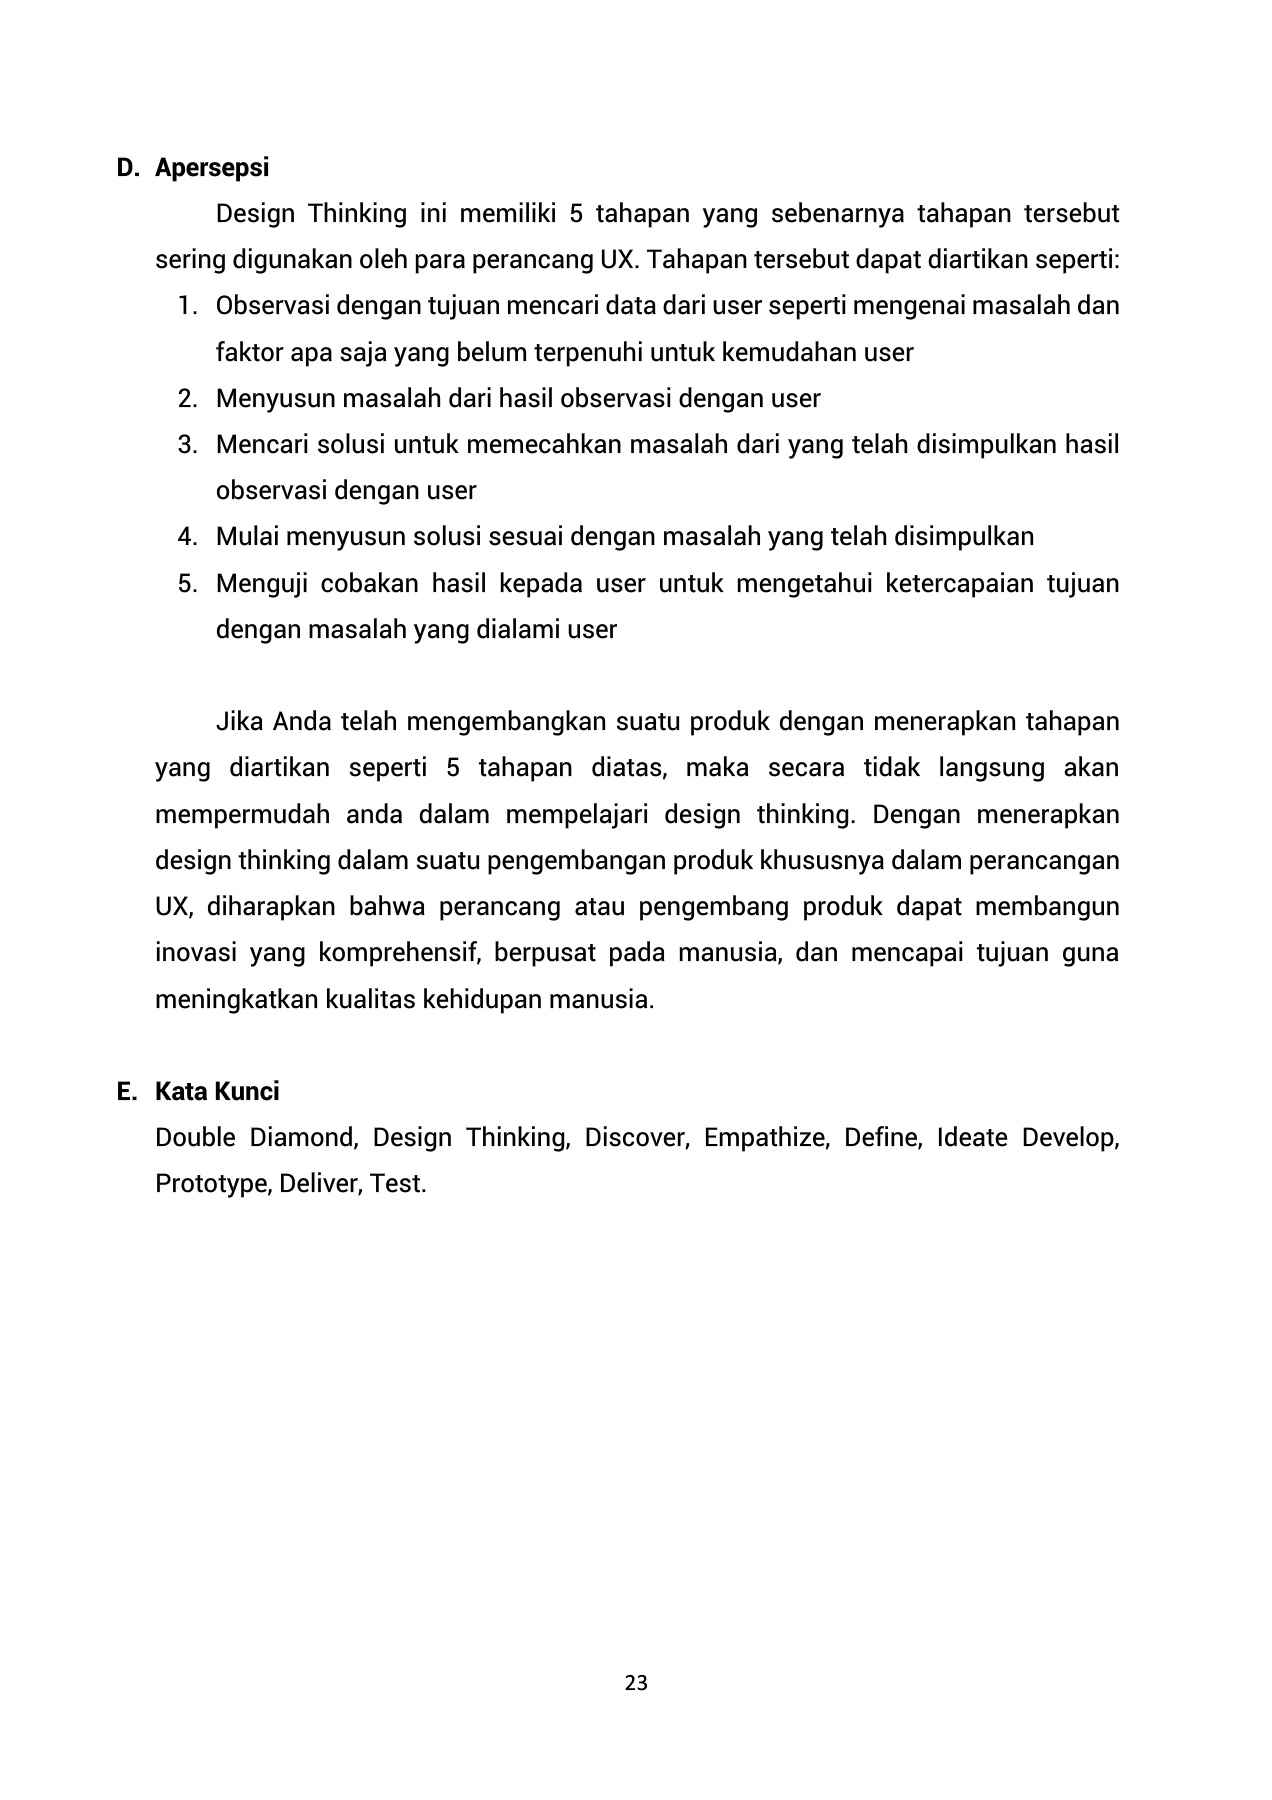 D. Apersepsi
Design Thinking ini memiliki 5 tahapan yang sebenarnya tahapan tersebut
sering digunakan oleh para perancang UX. Tahapan tersebut dapat diartikan seperti:
1. Observasi dengan tujuan mencari data dari user seperti mengenai masalah dan
faktor apa saja yang belum terpenuhi untuk kemudahan user
2. Menyusun masalah dari hasil observasi dengan user
3. Mencari solusi untuk memecahkan masalah dari yang telah disimpulkan hasil
observasi dengan user
4. Mulai menyusun solusi sesuai dengan masalah yang telah disimpulkan
5. Menguji cobakan hasil kepada user untuk mengetahui ketercapaian tujuan
dengan masalah yang dialami user
Jika Anda telah mengembangkan suatu produk dengan menerapkan tahapan
yang diartikan seperti 5 tahapan diatas, maka secara tidak langsung akan
mempermudah anda dalam mempelajari design thinking. Dengan menerapkan
design thinking dalam suatu pengembangan produk khususnya dalam perancangan
UX, diharapkan bahwa perancang atau pengembang produk dapat membangun
inovasi yang komprehensif, berpusat pada manusia, dan mencapai tujuan guna
meningkatkan kualitas kehidupan manusia.
E. Kata Kunci
Double Diamond, Design Thinking, Discover, Empathize, Define, Ideate Develop,
Prototype, Deliver, Test.
23